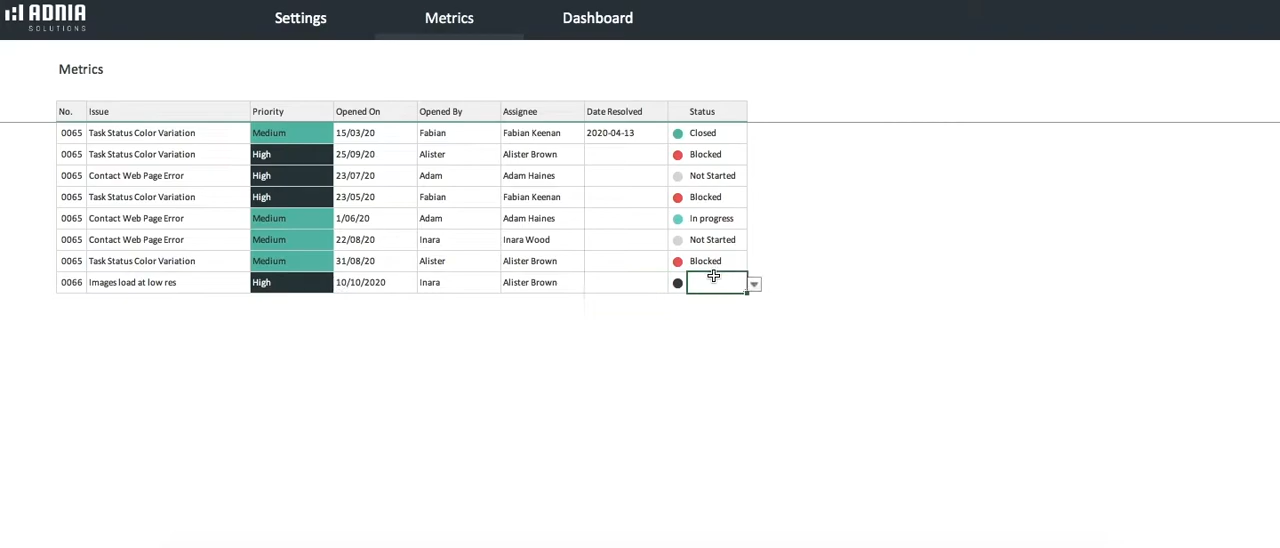 ADNIA
SOLUTIONS
Settings Metrics Dashboard
Metrics
No. Issue Priority Opened On Opened By Assignee Date Resolved Status
0065 Task Status Color Variation Medium 15/03/20 Fabian Fabian Keenan 2020-04-13 Closed
0065 Task Status Color Variation High 25/09/20 Alister Alister Brown Blocked
0065 Contact Web Page Error High 23/07/20 Adam Adam Haines Not Started
0065 Task Status Color Variation High 23/05/20 Fabian Fabian Keenan Blocked
0065 Contact Web Page Error Medium 1/06/20 Adam Adam Haines In progress
0065 Contact Web Page Error Medium 22/08/20 Inara Inara Wood Not Started
0065 Task Status Color Variation Medium 31/08/20 Alister Alister Brown Blocked
0066 Images load at low res High 10/10/2020 Inara Alister Brown